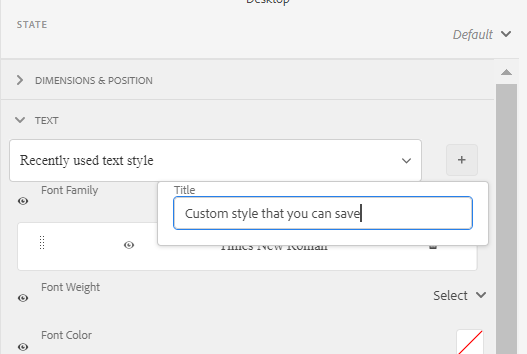 Desktop
STATE
Default
DIMENSIONS & POSITION
TEXT
Recently used text style
+
Font Family
Title
Custom style that you can save
Times New Roman
Font Weight
Select
Font Color